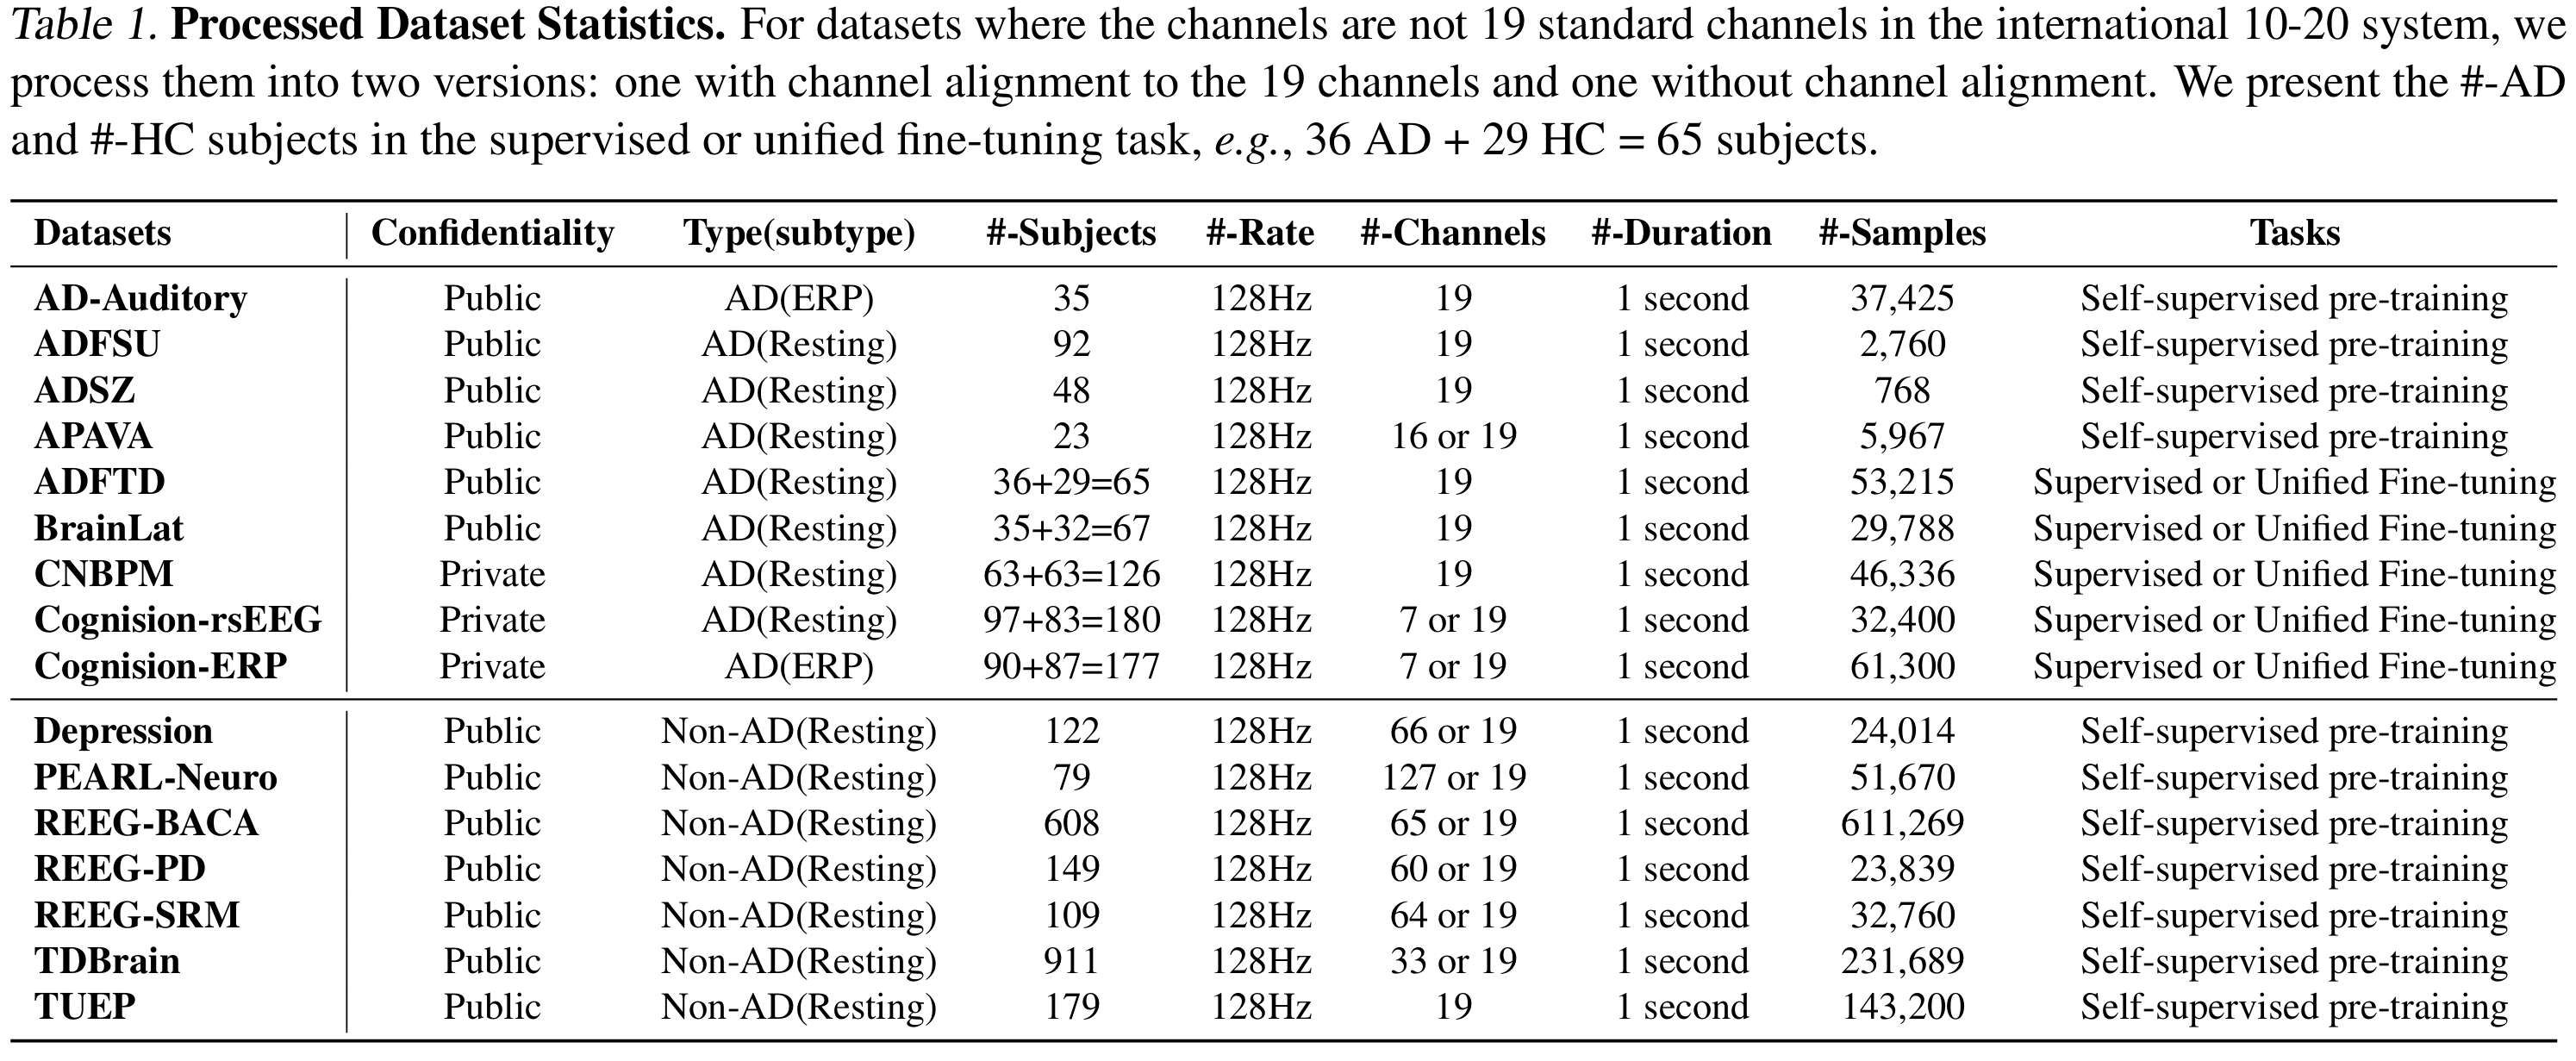 Table 1. Processed Dataset Statistics. For datasets where the channels are not 19 standard channels in the international 10-20 system, we
process them into two versions: one with channel alignment to the 19 channels and one without channel alignment. We present the #-AD
and #-HC subjects in the supervised or unified fine-tuning task, e.g., 36 AD + 29 HC = 65 subjects.
Datasets Confidentiality Type(subtype) #-Subjects #-Rate #-Channels #-Duration #-Samples Tasks
AD-Auditory Public AD(ERP) 35 128Hz 19 1 second 37,425 Self-supervised pre-training
ADFSU Public AD(Resting) 92 128Hz 19 1 second 2,760 Self-supervised pre-training
ADSZ Public AD(Resting) 48 128Hz 19 1 second 768 Self-supervised pre-training
APAVA Public AD(Resting) 23 128Hz 16 or 19 1 second 5,967 Self-supervised pre-training
ADFTD Public AD(Resting) 36+29=65 128Hz 19 1 second 53,215 Supervised or Unified Fine-tuning
BrainLat Public AD(Resting) 35+32=67 128Hz 19 1 second 29,788 Supervised or Unified Fine-tuning
CNBPM Private AD(Resting) 63+63=126 128Hz 19 1 second 46,336 Supervised or Unified Fine-tuning
Cognision-rsEEG Private AD(Resting) 97+83=180 128Hz 7 or 19 1 second 32,400 Supervised or Unified Fine-tuning
Cognision-ERP Private AD(ERP) 90+87=177 128Hz 7 or 19 1 second 61,300 Supervised or Unified Fine-tuning
Depression Public Non-AD(Resting) 122 128Hz 66 or 19 1 second 24,014 Self-supervised pre-training
PEARL-Neuro Public Non-AD(Resting) 79 128Hz 127 or 19 1 second 51,670 Self-supervised pre-training
REEG-BACA Public Non-AD(Resting) 608 128Hz 65 or 19 1 second 611,269 Self-supervised pre-training
REEG-PD Public Non-AD(Resting) 149 128Hz 60 or 19 1 second 23,839 Self-supervised pre-training
REEG-SRM Public Non-AD(Resting) 109 128Hz 64 or 19 1 second 32,760 Self-supervised pre-training
TDBrain Public Non-AD(Resting) 911 128Hz 33 or 19 1 second 231,689 Self-supervised pre-training
TUEP Public Non-AD(Resting) 179 128Hz 19 1 second 143,200 Self-supervised pre-training